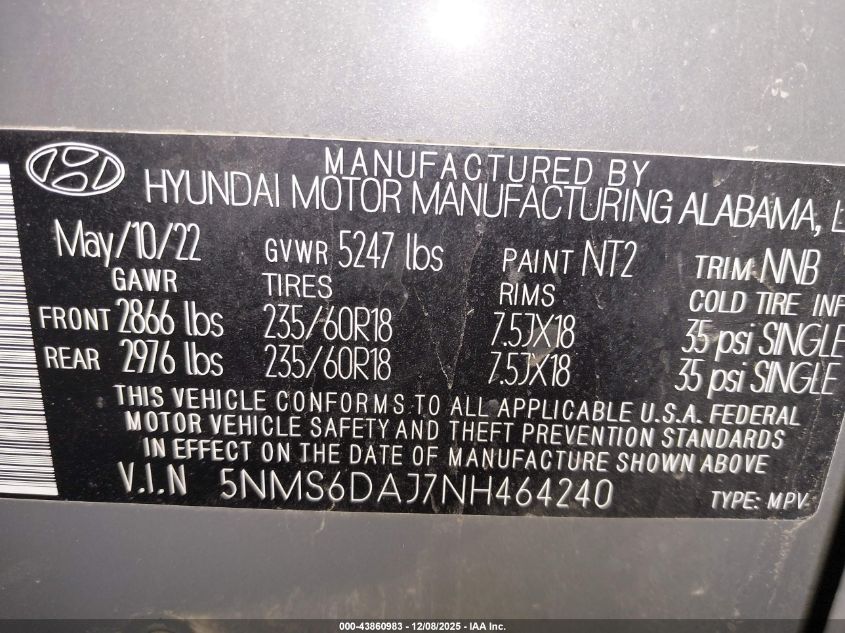 MANUFACTURED BY
HYUNDAI MOTOR MANUFACTURING ALABAMA,
May/10/22 GVWR 5247 lbs PAINT NT2 TRIM NNB
GAWR TIRES RIMS COLD TIRE INF
FRONT 2866 lbs 235/60R18 7.5JX18 35 psi SINGLE
REAR 2976 lbs 235/60R18 7.5JX18 35 psi SINGLE
THIS VEHICLE CONFORMS TO ALL APPLICABLE U.S.A. FEDERAL
MOTOR VEHICLE SAFETY AND THEFT PREVENTION STANDARDS
IN EFFECT ON THE DATE OF MANUFACTURE SHOWN ABOVE
V.I.N 5NMS6DAJ7NH464240 TYPE: MPV
000-43860983 - 12/08/2025 - IAA Inc.